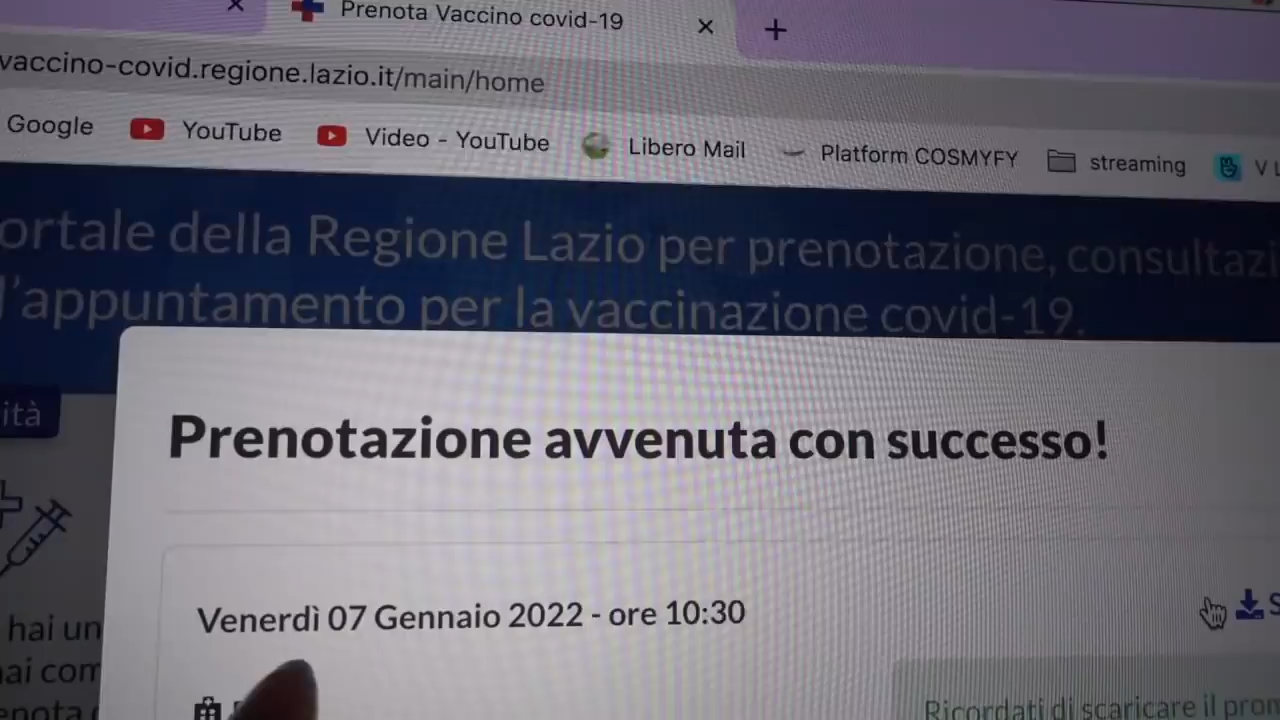 Prenota Vaccino covid-19
vaccino-covid.regione.lazio.it/main/home
Google YouTube Video - YouTube Libero Mail Platform COSMYFY streaming V
ortale della Regione Lazio per prenotazione, consultazi
l'appuntamento per la vaccinazione covid-19.
ità
Prenotazione avvenuta con successo!
Venerdì 07 Gennaio 2022 - ore 10:30
S
hai un
ai com
enota
Ricordati di scaricare il pro